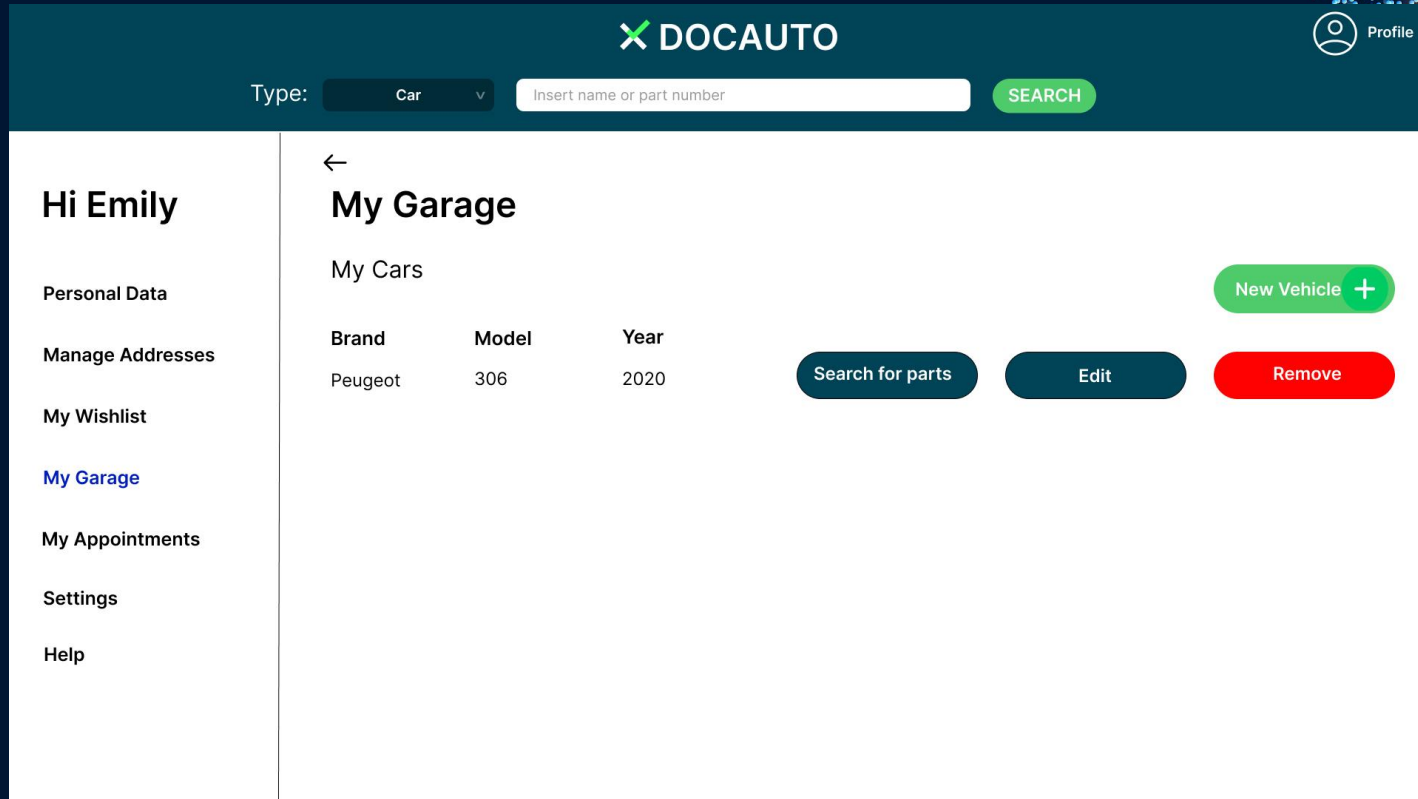 DOCAUTO
Profile
Type: Car v Insert name or part number SEARCH
Hi Emily
Personal Data
Manage Addresses
My Wishlist
My Garage
My Appointments
Settings
Help
My Garage
My Cars
New Vehicle +
Brand Model Year
Peugeot 306 2020 Search for parts Edit Remove